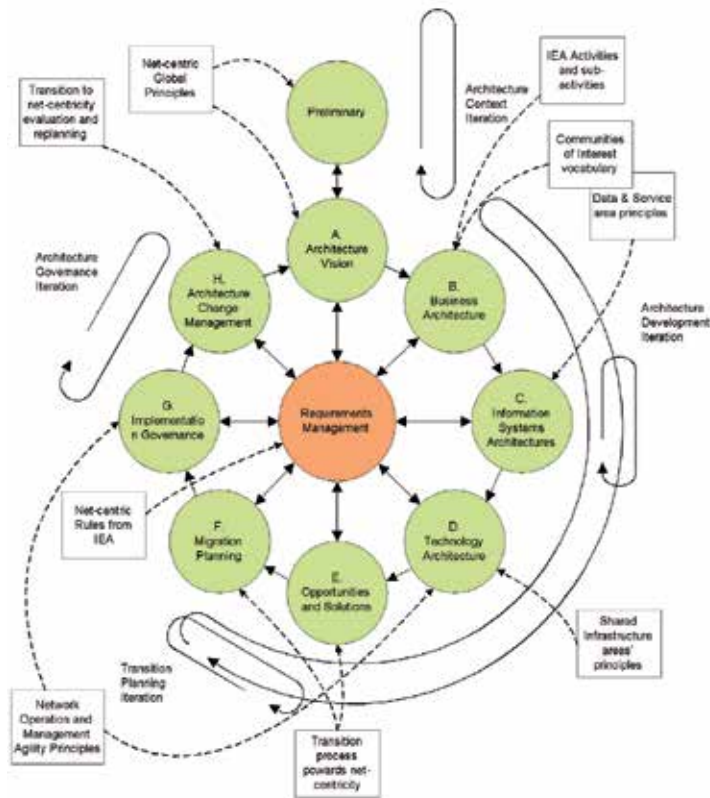 Net-centric
Global
Principles
IEA Activities
and sub-
activities
Transition to
net-centricity
evaluation and
replanning
Preliminary
Architecture
Context
Iteration
Communities
of Interest
vocabulary
Data & Service
area principles
A.
Architecture
Vision
Architecture
Governance
Iteration
H.
Architecture
Change
Management
B.
Business
Architecture
Architecture
Development
Iteration
G.
Implementatio
n Governance
Requirements
Management
C.
Information
Systems
Architectures
Net-centric
Rules from
IEA
F.
Migration
Planning
D.
Technology
Architecture
E.
Opportunities
and Solutions
Shared
Infrastructure
areas'
principles
Transition
Planning
Iteration
Network
Operation and
Management
Agility Principles
Transition
process
powards net-
centricity